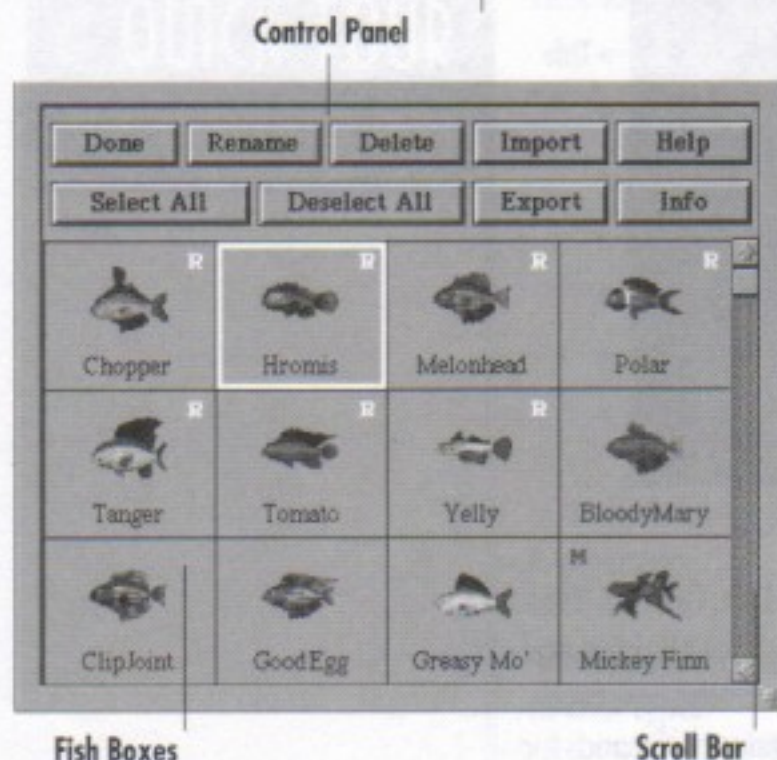 Control Panel
Done Rename Delete Import Help
Select All Deselect All Export Info
R R R R
Chopper Hromis Melonhead Polar
R R R
Tanger Tomato Yelly BloodyMary
M
ClipJoint GoodEgg Greasy Mo' Mickey Finn
Fish Boxes Scroll Bar